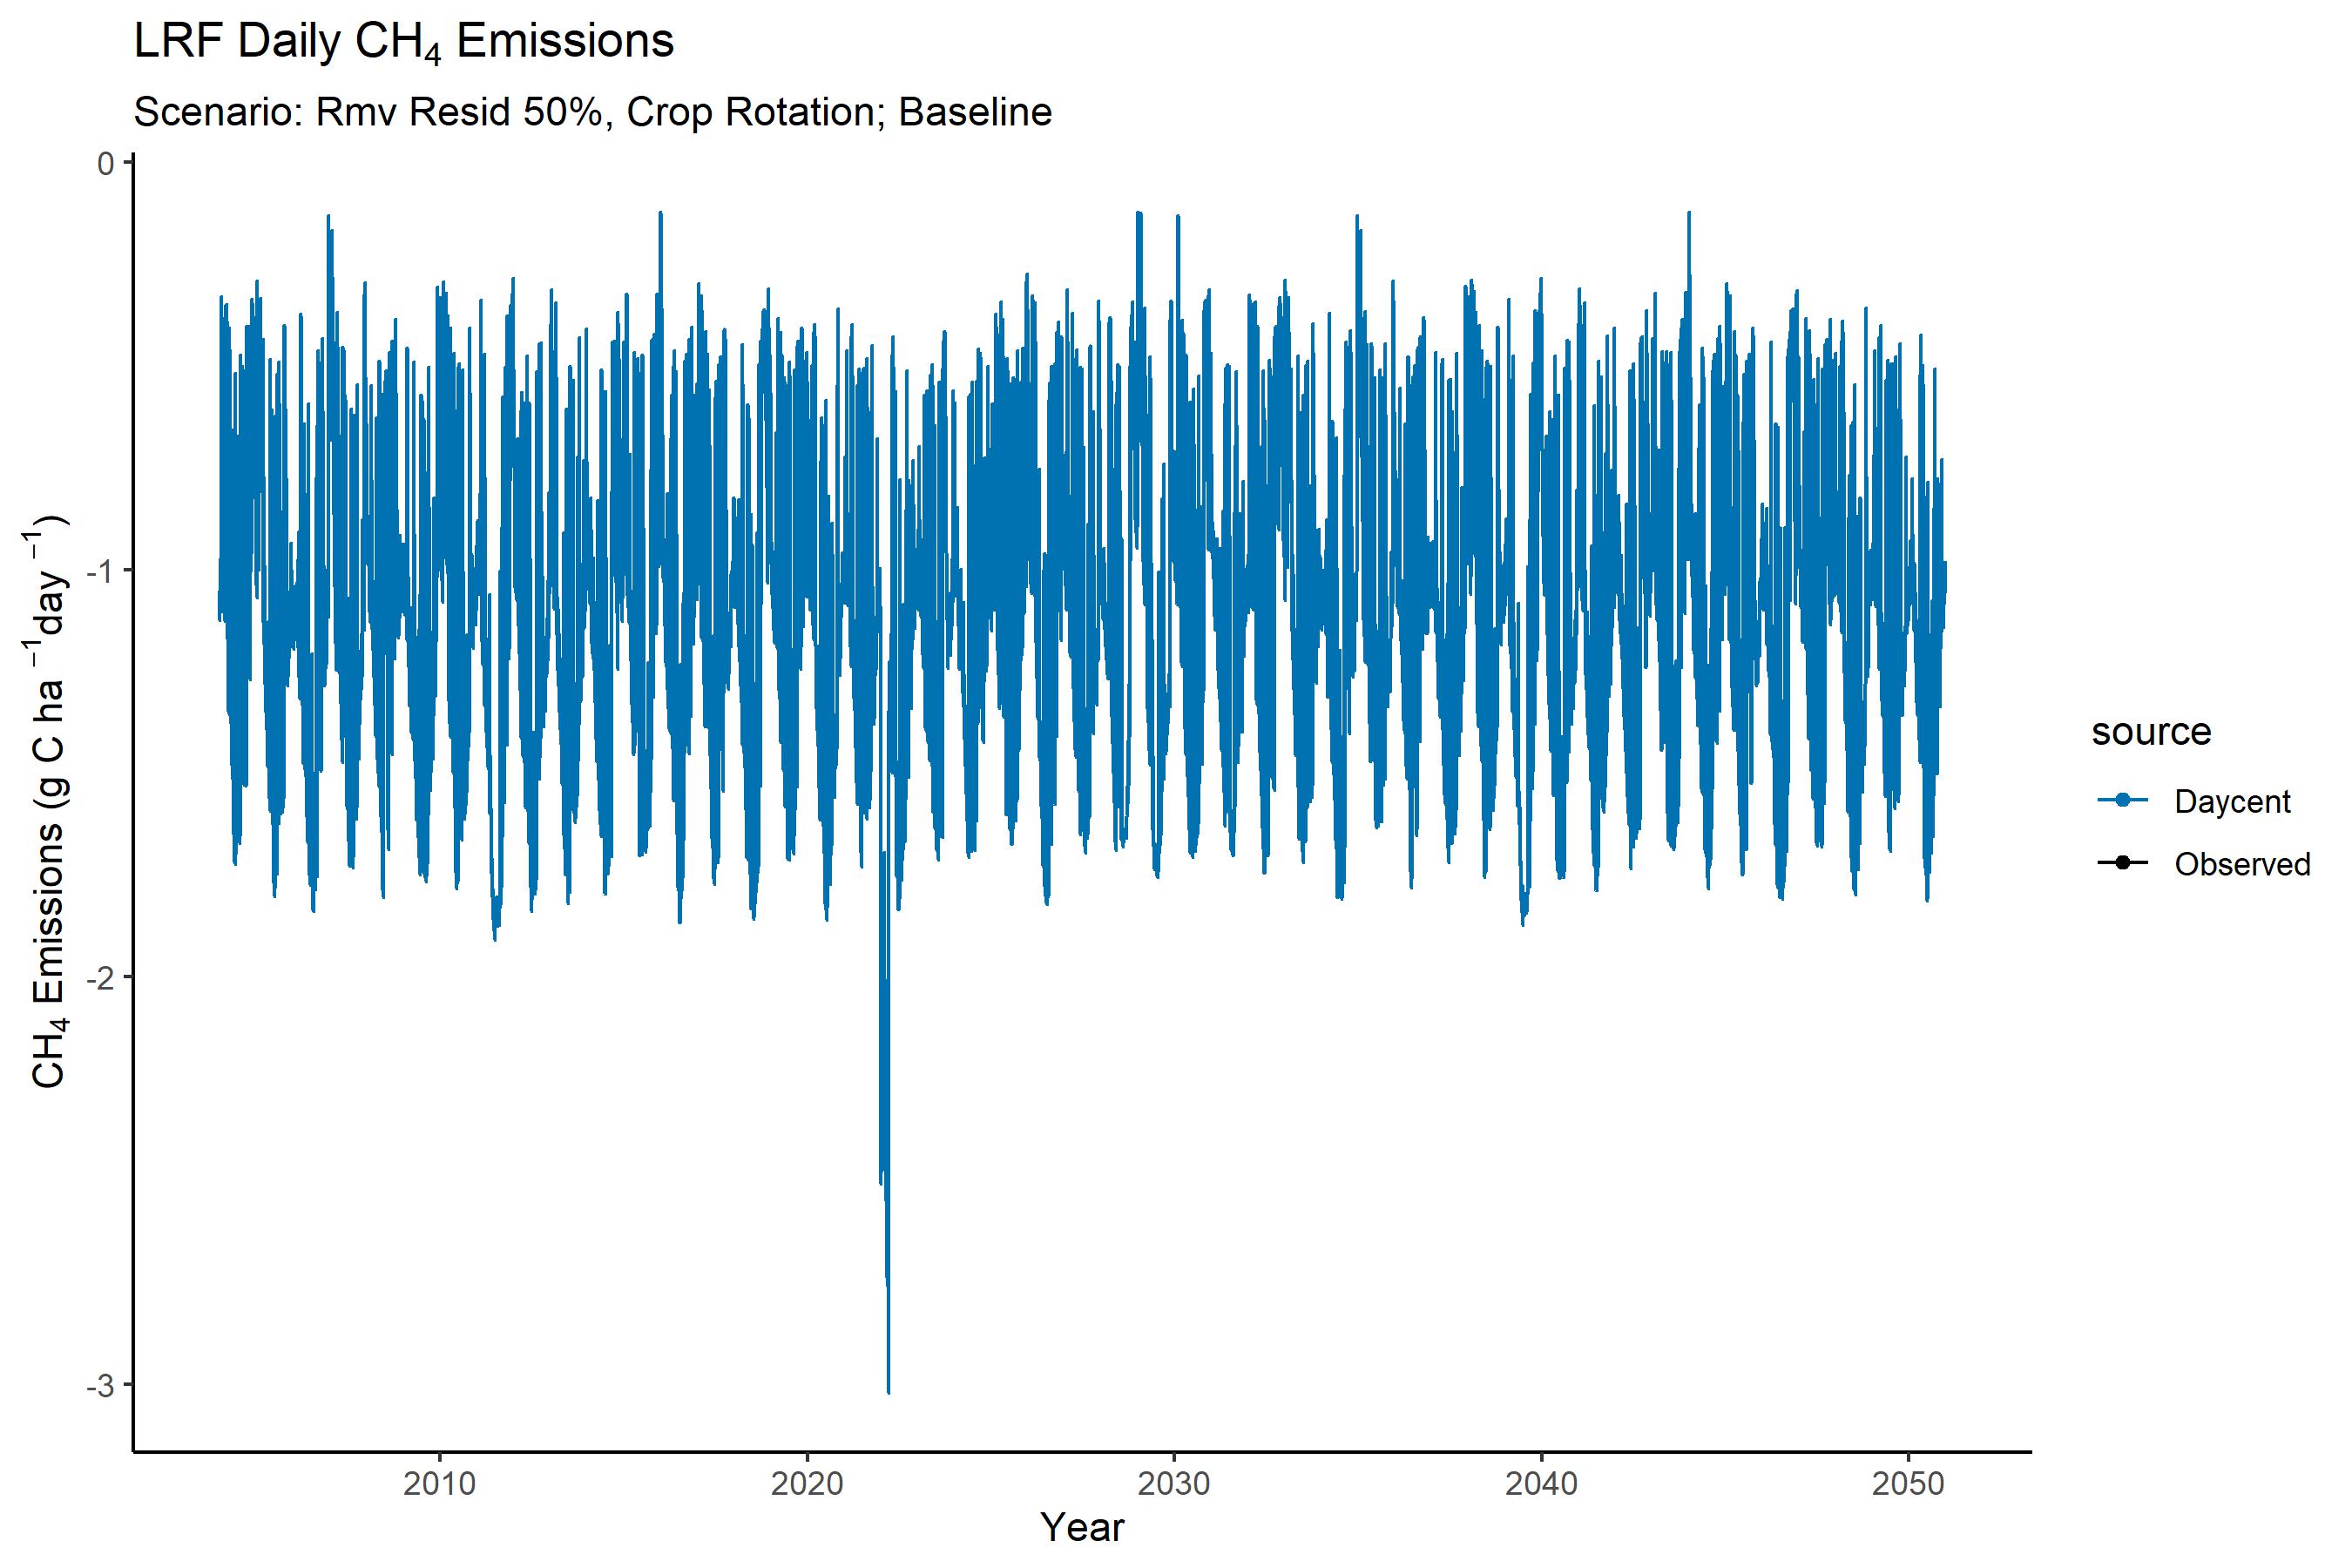 LRF Daily CH₄ Emissions
Scenario: Rmv Resid 50%, Crop Rotation; Baseline
CH₄ Emissions (g C ha ⁻¹day ⁻¹)
0
-1
-2
-3
2010 2020 2030 2040 2050
Year
source
Daycent
Observed